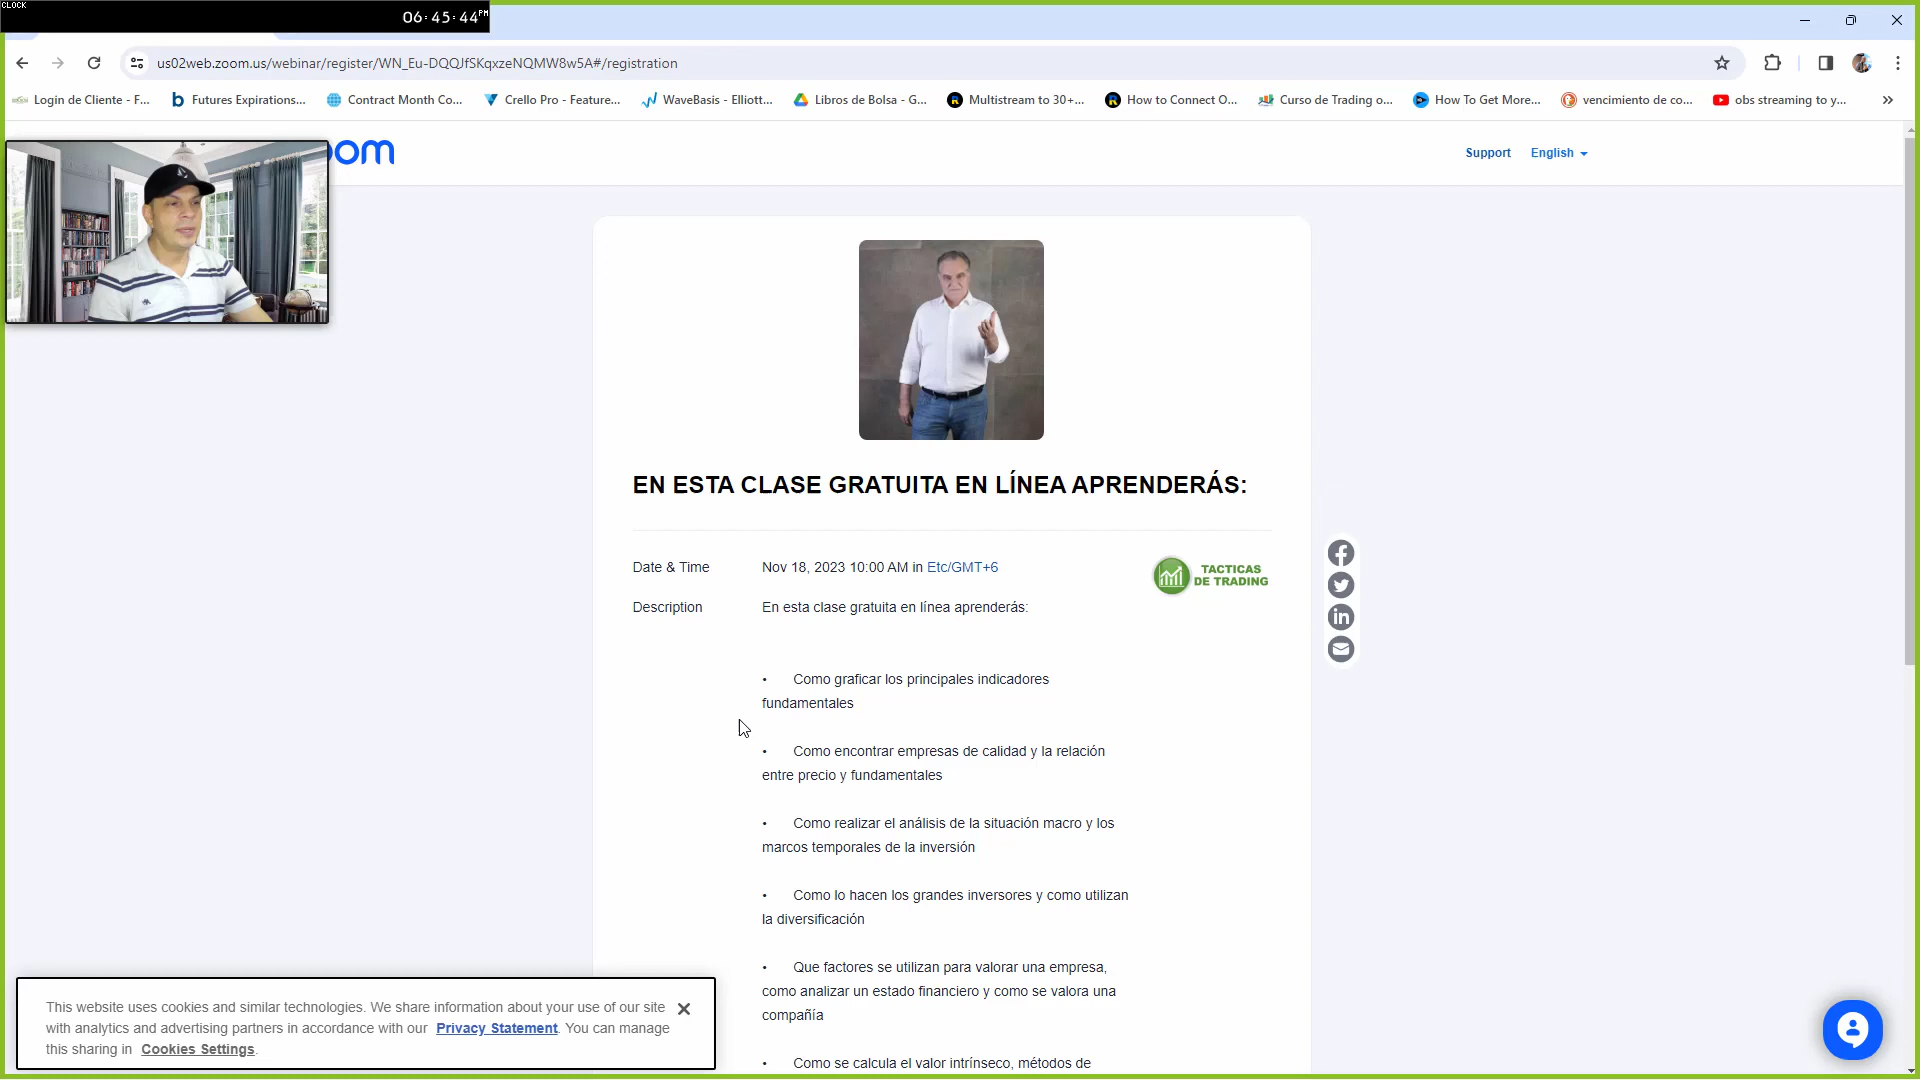 CLOCK
06:45:44PM
us02web.zoom.us/webinar/register/WN_Eu-DQQJfSKqxzeNQMW8w5A#/registration
Login de Cliente - F...
Futures Expirations...
Contract Month Co...
Crello Pro - Feature...
WaveBasis - Elliott...
Libros de Bolsa - G...
Multistream to 30+...
How to Connect O...
Curso de Trading o...
How To Get More...
vencimiento de co...
obs streaming to y...
oom
Support
English
EN ESTA CLASE GRATUITA EN LÍNEA APRENDERÁS:
Date & Time
Nov 18, 2023 10:00 AM in Etc/GMT+6
TACTICAS
DE TRADING
Description
En esta clase gratuita en línea aprenderás:
• Como graficar los principales indicadores
fundamentales
• Como encontrar empresas de calidad y la relación
entre precio y fundamentales
• Como realizar el análisis de la situación macro y los
marcos temporales de la inversión
• Como lo hacen los grandes inversores y como utilizan
la diversificación
• Que factores se utilizan para valorar una empresa,
como analizar un estado financiero y como se valora una
compañía
• Como se calcula el valor intrínseco, métodos de
This website uses cookies and similar technologies. We share information about your use of our site
with analytics and advertising partners in accordance with our Privacy Statement. You can manage
this sharing in Cookies Settings.